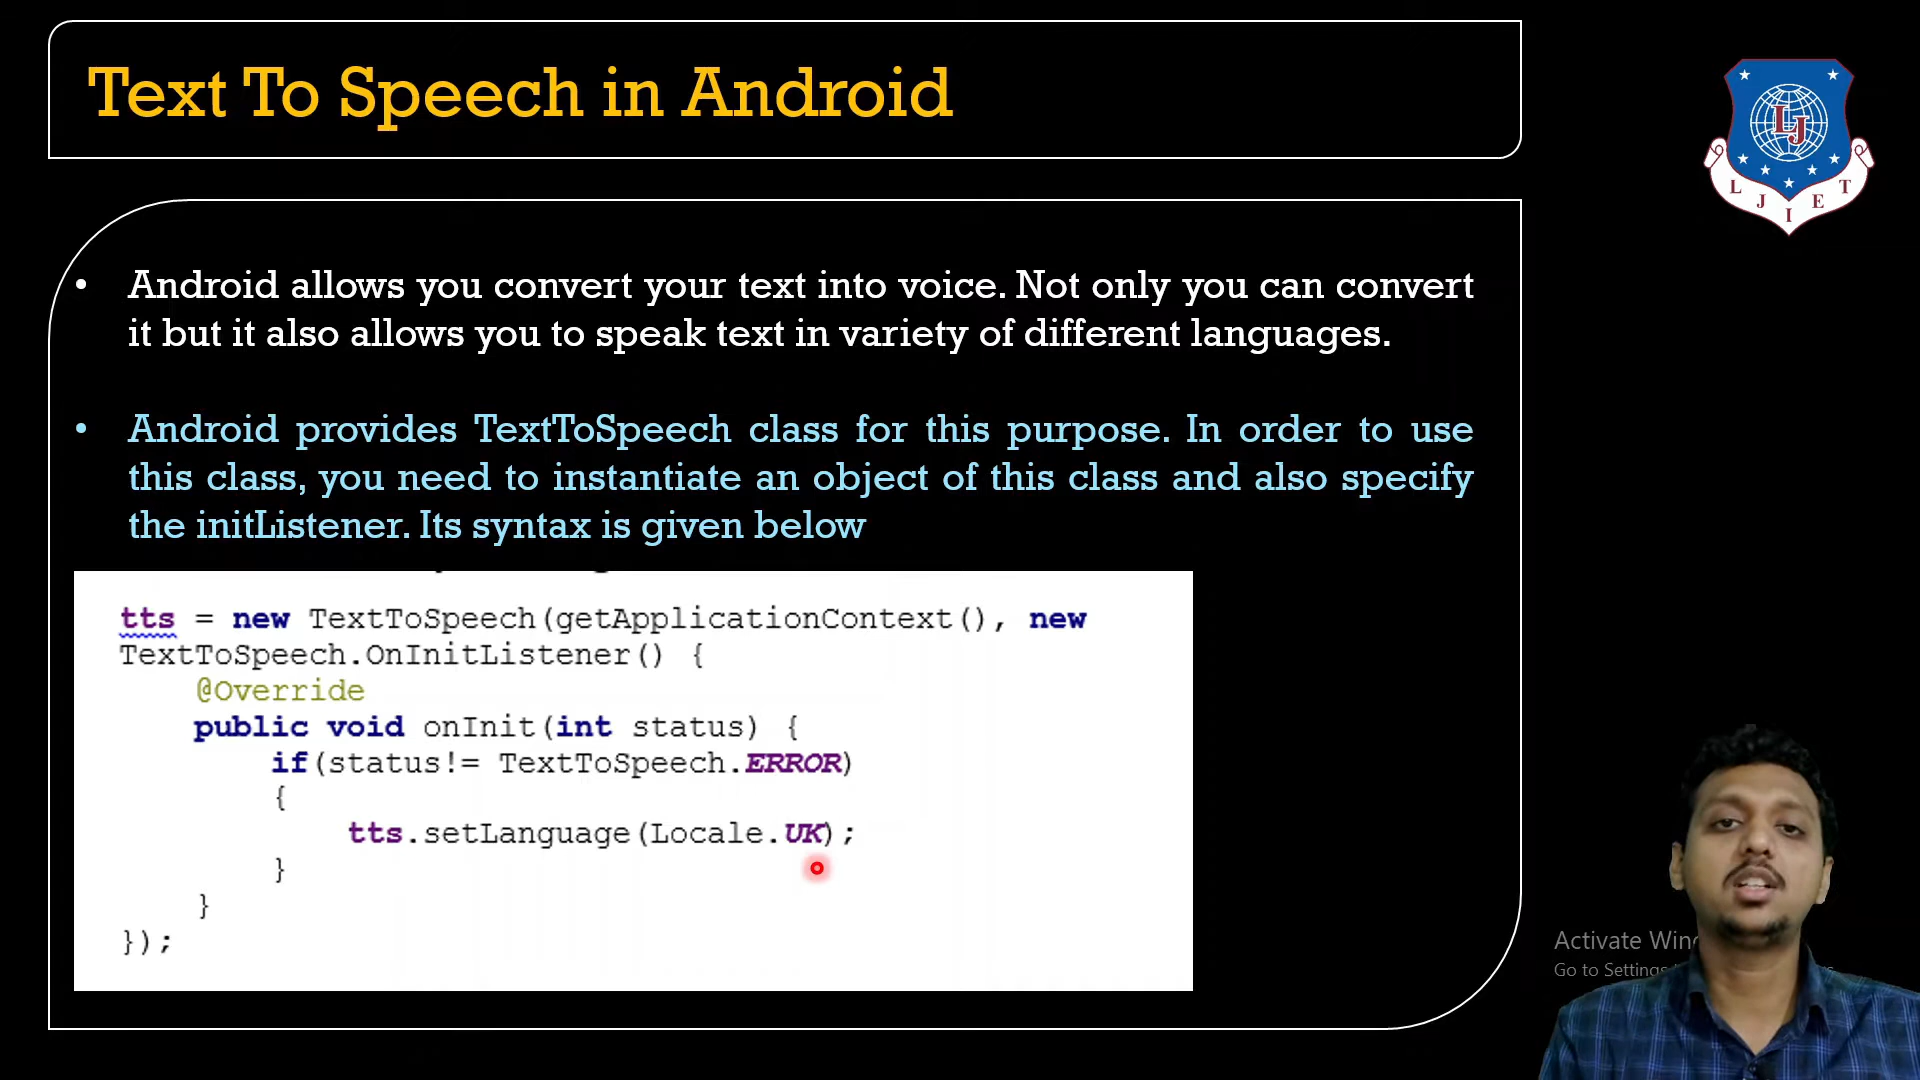 Text To Speech in Android
L J I E T
LJ
• Android allows you convert your text into voice. Not only you can convert
it but it also allows you to speak text in variety of different languages.
• Android provides TextToSpeech class for this purpose. In order to use
this class, you need to instantiate an object of this class and also specify
the initListener. Its syntax is given below
tts = new TextToSpeech(getApplicationContext(), new
TextToSpeech.OnInitListener() {
@Override
public void onInit(int status) {
if(status!= TextToSpeech.ERROR)
{
tts.setLanguage(Locale.UK);
}
}
});
Activate
Go to Settings